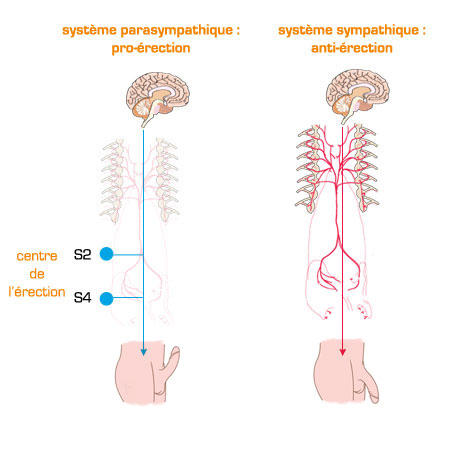 système parasympathique :
pro-érection
système sympathique :
anti-érection
centre
de
l'érection
S2
S4